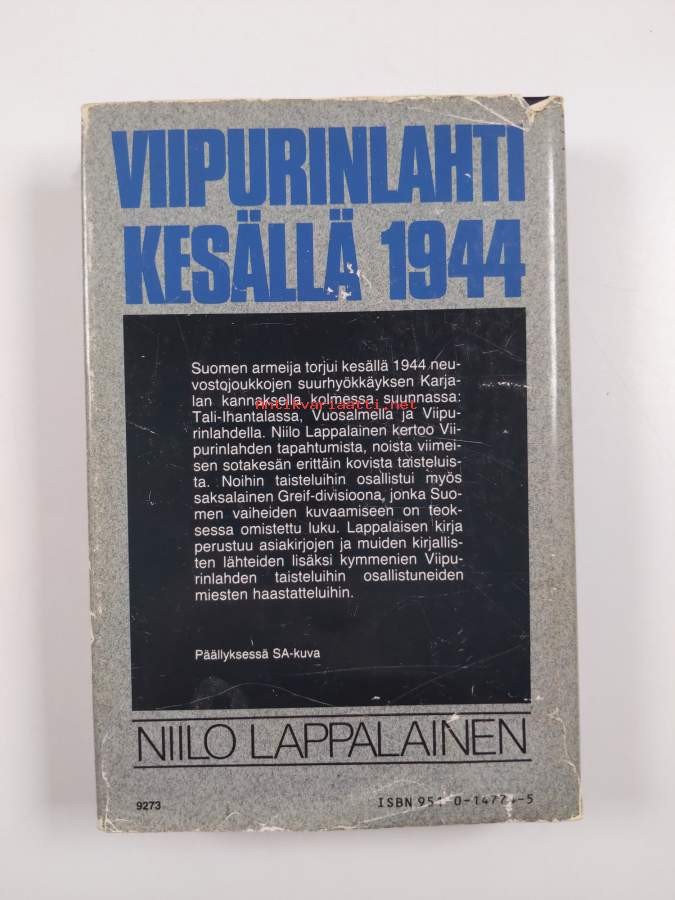 VIIPURINLAHTI
KESÄLLÄ 1944
Suomen armeija torjui kesällä 1944 neu-
vostojoukkojen suurhyökkäyksen Karja-
lan kannaksella kolmessa suunnassa:
Antikvariaatti.net
Tali-Ihantalassa, Vuosalmella ja Viipu-
rinlahdella. Niilo Lappalainen kertoo Vii-
purinlahden tapahtumista, noista viimei-
sen sotakesän erittäin kovista taisteluis-
ta. Noihin taisteluihin osallistui myös
saksalainen Greif-divisioona, jonka Suo-
men vaiheiden kuvaamiseen on teok-
sessa omistettu luku. Lappalaisen kirja
perustuu asiakirjojen ja muiden kirjallis-
ten lähteiden lisäksi kymmenien Viipu-
rinlahden taisteluihin osallistuneiden
miesten haastatteluihin.
Päällyksessä SA-kuva
NIILO LAPPALAINEN
9273
ISBN